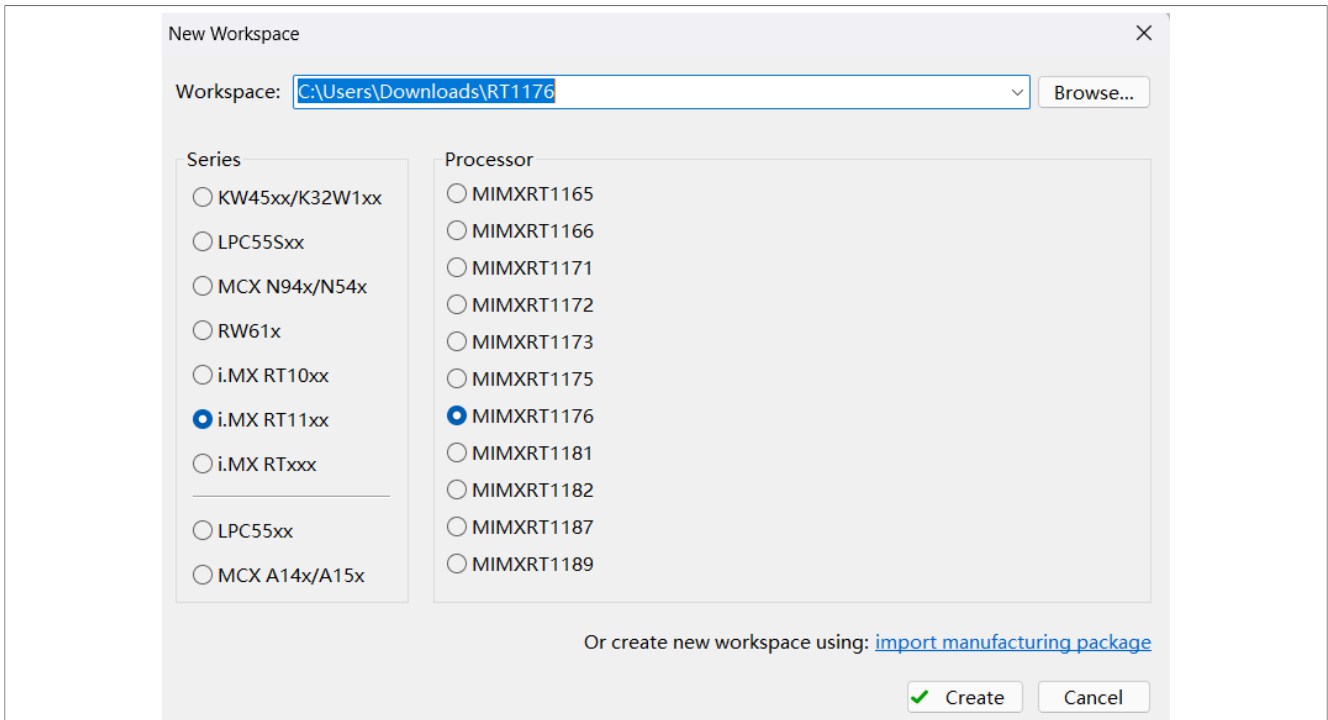 New Workspace
Workspace: C:\Users\Downloads\RT1176 Browse...
Series
KW45xx/K32W1xx
LPC55Sxx
MCX N94x/N54x
RW61x
i.MX RT10xx
i.MX RT11xx
i.MX RTxxx
LPC55xx
MCX A14x/A15x
Processor
MIMXRT1165
MIMXRT1166
MIMXRT1171
MIMXRT1172
MIMXRT1173
MIMXRT1175
MIMXRT1176
MIMXRT1181
MIMXRT1182
MIMXRT1187
MIMXRT1189
Or create new workspace using: import manufacturing package
Create Cancel